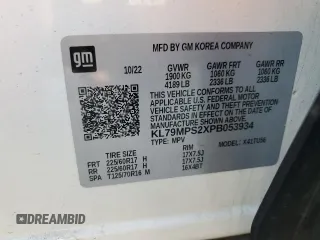 gm
MFD BY GM KOREA COMPANY
10/22 GVWR GAWR FRT GAWR RR
1900 KG 1060 KG 1060 KG
4189 LB 2336 LB 2336 LB
THIS VEHICLE CONFORMS TO ALL APPLICABLE U.S.
FEDERAL MOTOR VEHICLE SAFETY, BUMPER, AND
THEFT PREVENTION STANDARDS IN EFFECT ON THE
DATE OF MANUFACTURE SHOWN ABOVE.
KL79MPS2XPB053934
TYPE: MPV
TIRE SIZE RIM
FRT 225/60R17 H 17X7.5J
RR 225/60R17 H 17X7.5J
SPA T125/70R16 M 16X4BT
AUTOCONDUCT